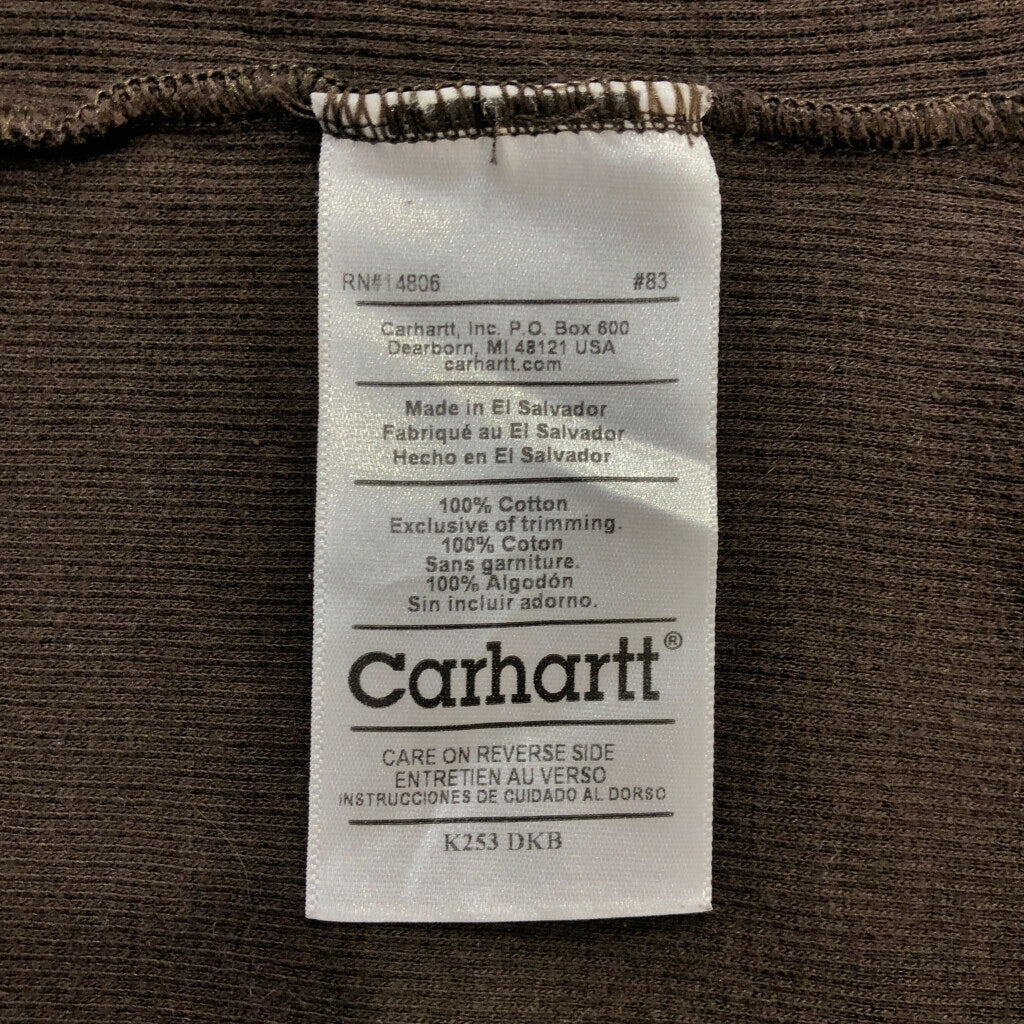 RN#14806 #83
Carhartt, Inc. P.O. Box 600
Dearborn, MI 48121 USA
carhartt.com
Made in El Salvador
Fabriqué au El Salvador
Hecho en El Salvador
100% Cotton
Exclusive of trimming.
100% Coton
Sans garniture.
100% Algodón
Sin incluir adorno.
Carhartt®
CARE ON REVERSE SIDE
ENTRETIEN AU VERSO
INSTRUCCIONES DE CUIDADO AL DORSO
K253 DKB